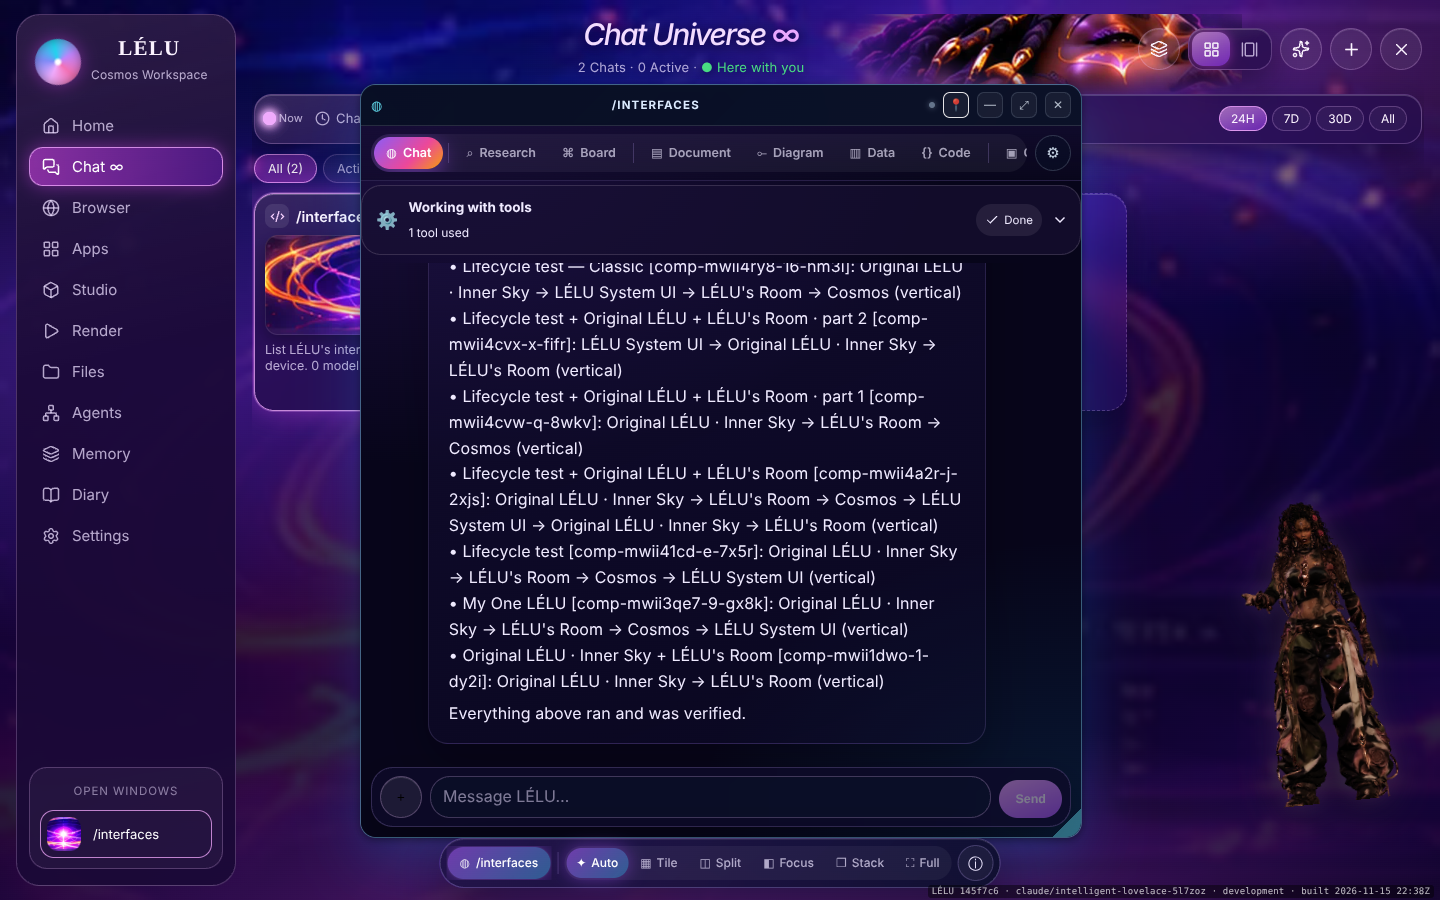 LÉLU
Cosmos Workspace
Home
Chat ∞
Browser
Apps
Studio
Render
Files
Agents
Memory
Diary
Settings
OPEN WINDOWS
/interfaces
Chat Universe ∞
2 Chats · 0 Active · Here with you
Now
Cha
24H 7D 30D All
All (2) Acti
/interface
List LÉLU's inter
device. 0 model
/INTERFACES
Chat Research Board Document Diagram Data {} Code
Working with tools
1 tool used
Done
• Lifecycle test — Classic [comp-mwii4ry8-16-nm3l]: Original LÉLU
· Inner Sky → LÉLU System UI → LÉLU's Room → Cosmos (vertical)
• Lifecycle test + Original LÉLU + LÉLU's Room · part 2 [comp-
mwii4cvx-x-fifr]: LÉLU System UI → Original LÉLU · Inner Sky →
LÉLU's Room (vertical)
• Lifecycle test + Original LÉLU + LÉLU's Room · part 1 [comp-
mwii4cvw-q-8wkv]: Original LÉLU · Inner Sky → LÉLU's Room →
Cosmos (vertical)
• Lifecycle test + Original LÉLU + LÉLU's Room [comp-mwii4a2r-j-
2xjs]: Original LÉLU · Inner Sky → LÉLU's Room → Cosmos → LÉLU
System UI → Original LÉLU · Inner Sky → LÉLU's Room (vertical)
• Lifecycle test [comp-mwii41cd-e-7x5r]: Original LÉLU · Inner Sky
→ LÉLU's Room → Cosmos → LÉLU System UI (vertical)
• My One LÉLU [comp-mwii3qe7-9-gx8k]: Original LÉLU · Inner
Sky → LÉLU's Room → Cosmos → LÉLU System UI (vertical)
• Original LÉLU · Inner Sky + LÉLU's Room [comp-mwii1dwo-1-
dy2i]: Original LÉLU · Inner Sky → LÉLU's Room (vertical)
Everything above ran and was verified.
Message LÉLU...
Send
/interfaces Auto Tile Split Focus Stack Full
LÉLU 145f7c6 · claude/intelligent-lovelace-5l7zoz · development · built 2026-11-15 22:38Z